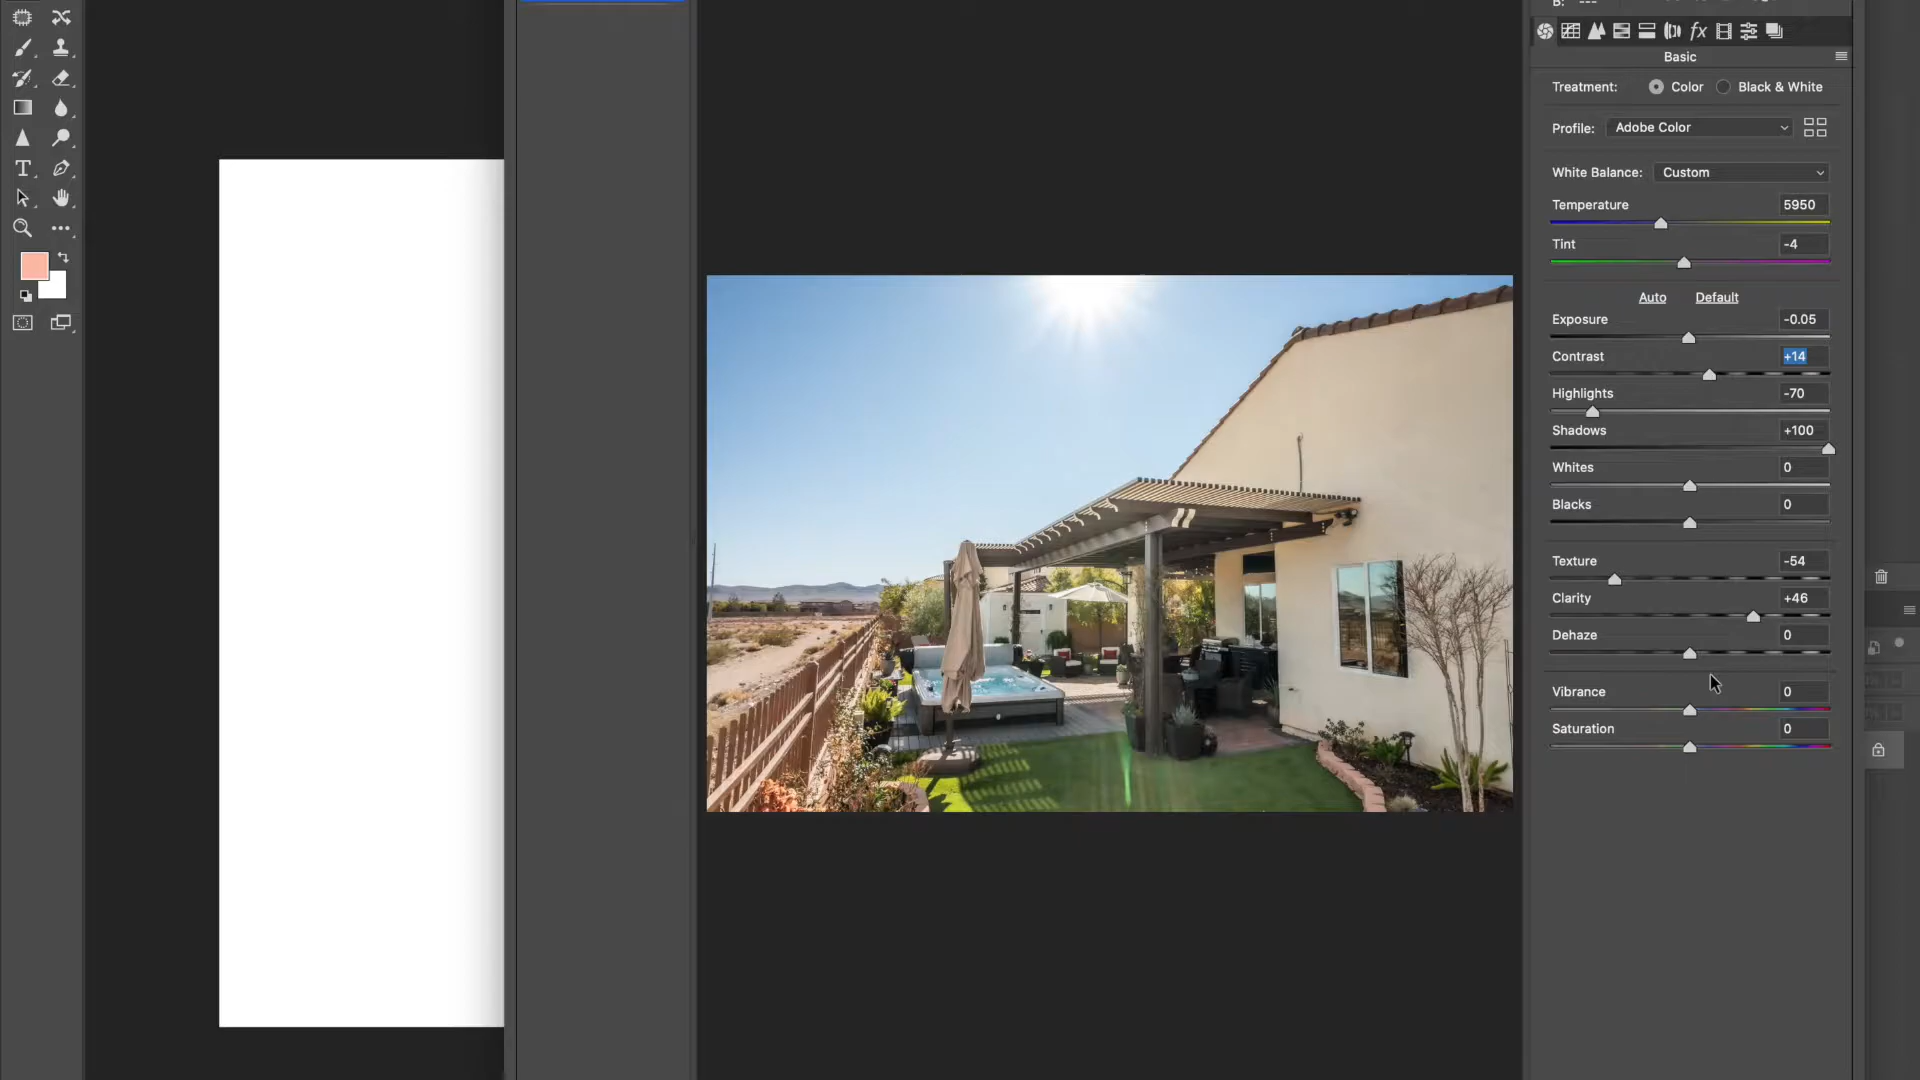 B: ---
fx
Basic
Treatment: Color Black & White
Profile: Adobe Color
White Balance: Custom
Temperature 5950
Tint -4
Auto Default
Exposure -0.05
Contrast +14
Highlights -70
Shadows +100
Whites 0
Blacks 0
Texture -54
Clarity +46
Dehaze 0
Vibrance 0
Saturation 0
T